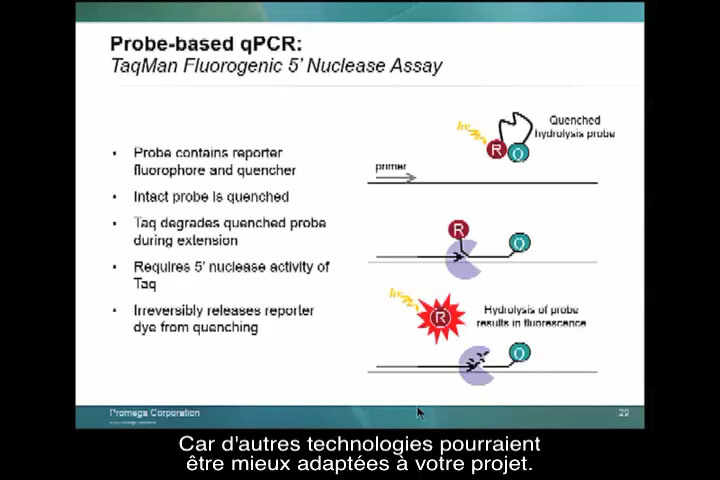 Probe-based qPCR:
TaqMan Fluorogenic 5' Nuclease Assay
• Probe contains reporter
fluorophore and quencher
• Intact probe is quenched
• Taq degrades quenched probe
during extension
• Requires 5' nuclease activity of
Taq
• Irreversibly releases reporter
dye from quenching
hν
R
Q
Quenched
hydrolysis probe
primer
R
Q
hν
R
Hydrolysis of probe
results in fluorescence
Q
Promega Corporation
29
Car d'autres technologies pourraient
être mieux adaptées à votre projet.